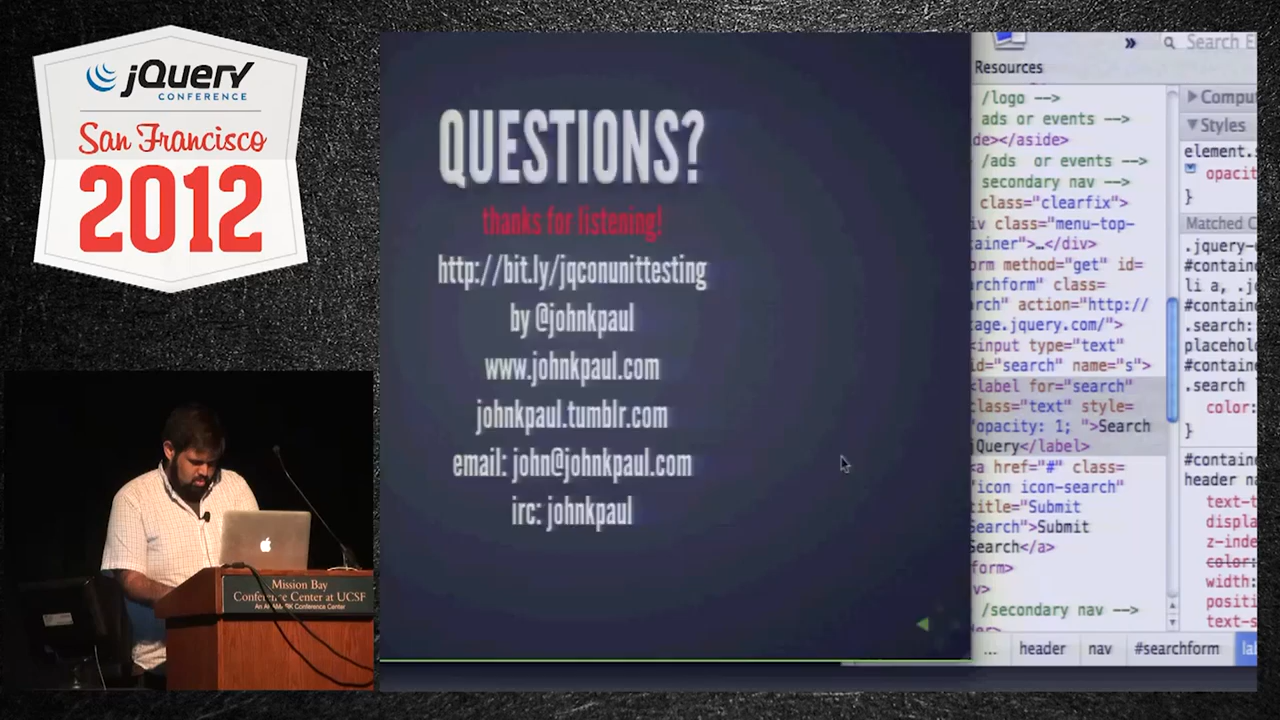 jQuery
CONFERENCE
San Francisco
2012
QUESTIONS?
thanks for listening!
http://bit.ly/jqconunittesting
by @johnkpaul
www.johnkpaul.com
johnkpaul.tumblr.com
email: john@johnkpaul.com
irc: johnkpaul
Mission Bay
Conference Center at UCSF
»
Search E
Resources
/logo -->
ads or events -->
de></aside>
/ads or events -->
secondary nav -->
class="clearfix">
iv class="menu-top-
ainer">…</div>
orm method="get" id=
rchform" class=
rch" action="http://
age.jquery.com/">
<input type="text"
id="search" name="s">
<label for="search"
class="text" style=
"opacity: 1; ">Search
jQuery</label>
<a href="#" class=
"icon icon-search"
title="Submit
Search">Submit
Search</a>
form>
v>
/secondary nav -->
der>
Compu
Styles
element.s
opacit
}
Matched C
.jquery-
#containe
li a, .j
#containe
.search:
placehol
#containe
.search
color:
}
#containe
header na
text-t
displa
z-inde
color:
width:
positi
text-s
...
header
nav
#searchform
la